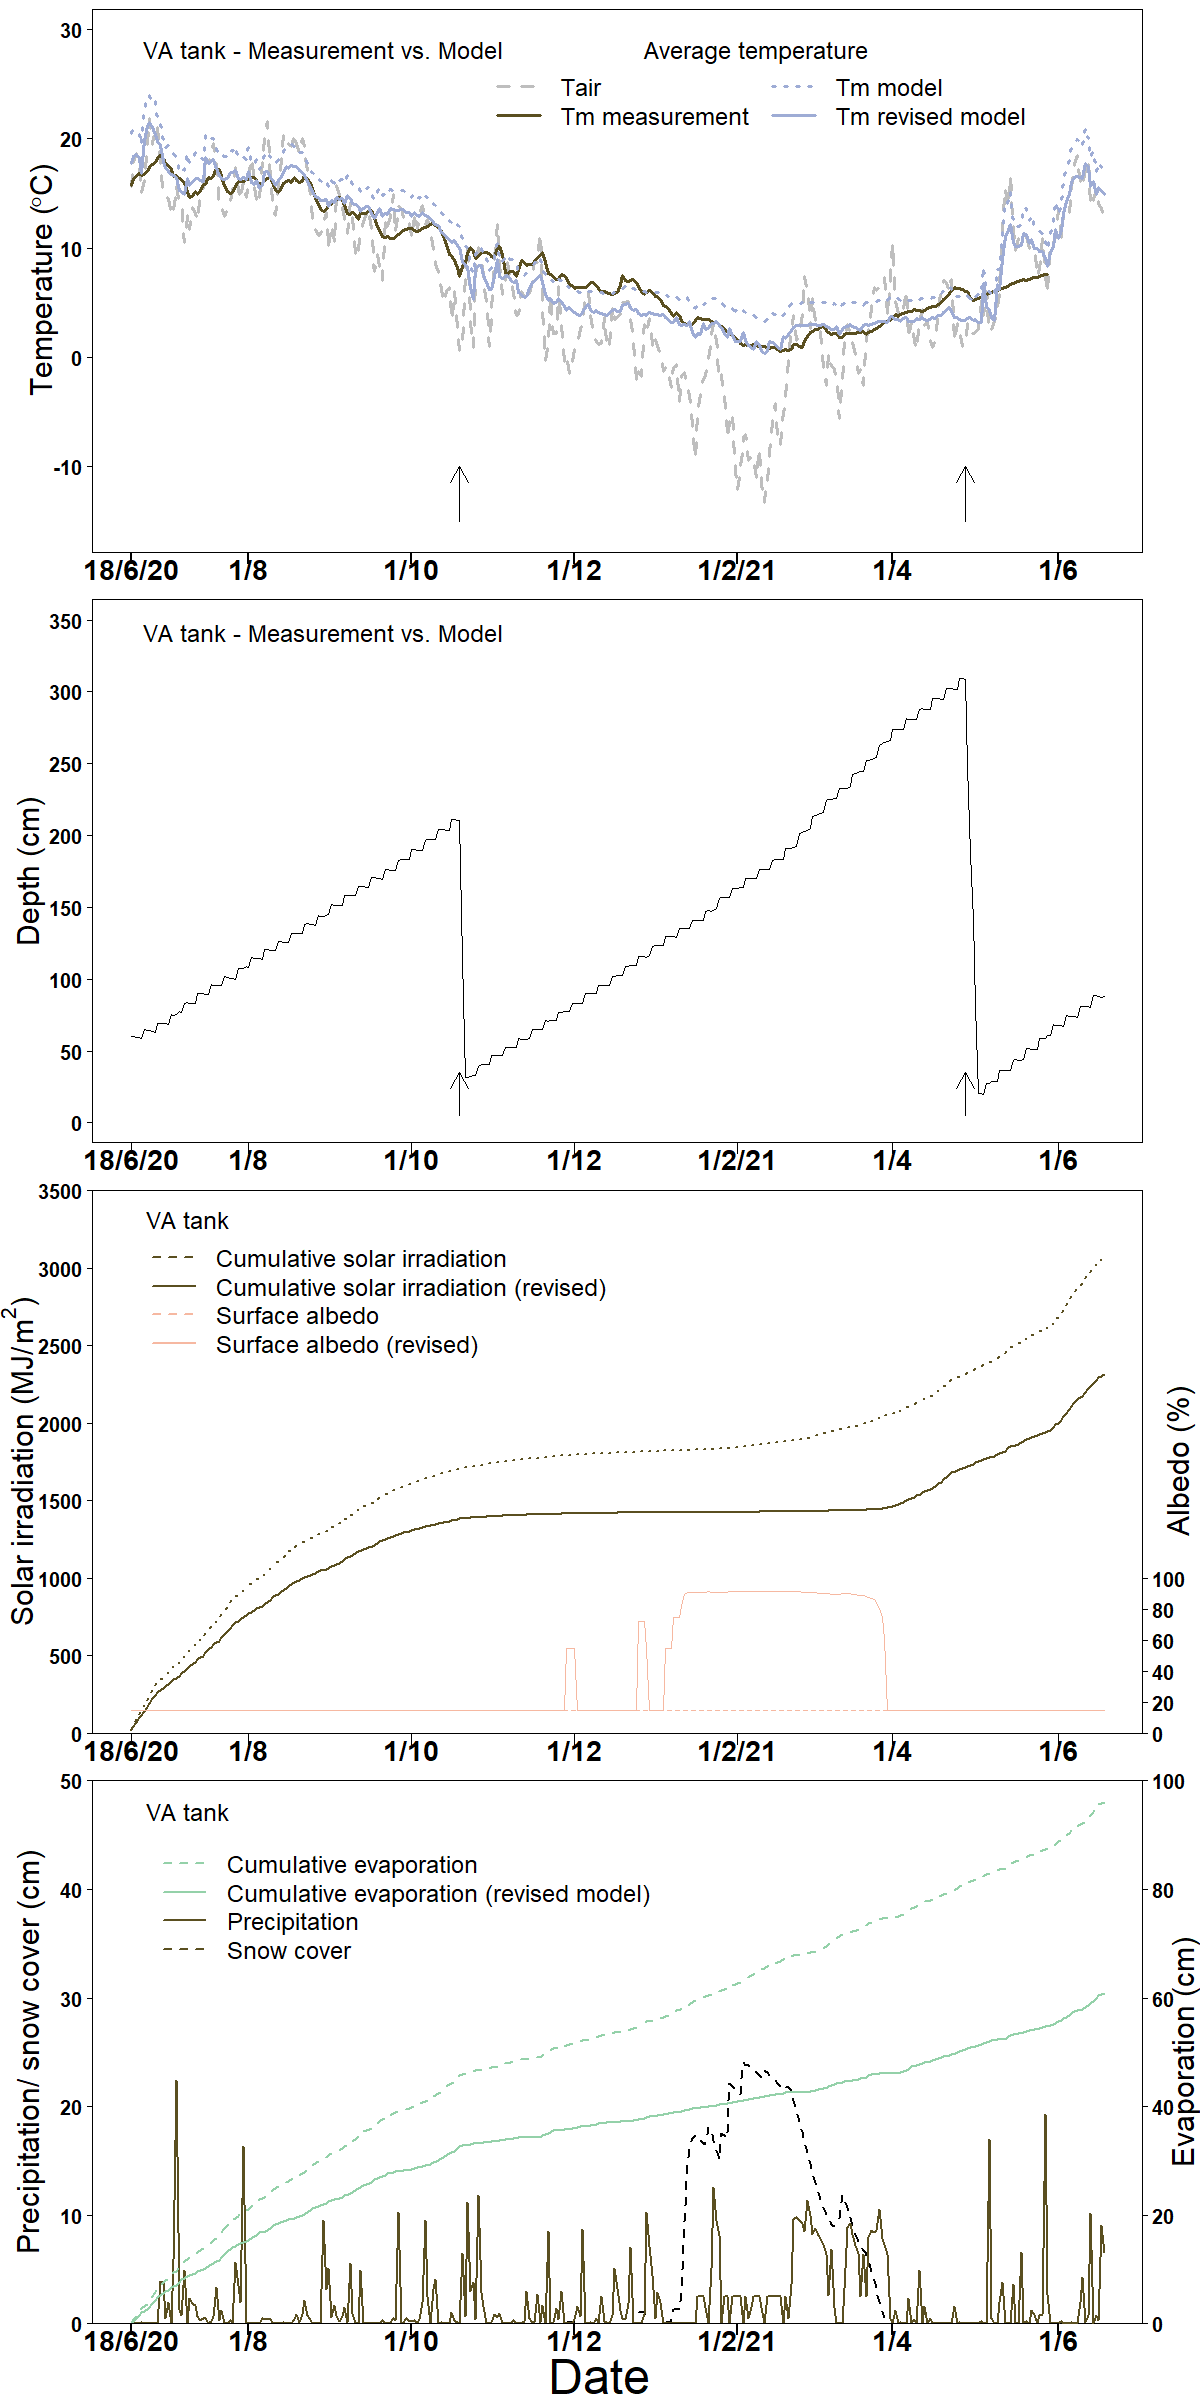 VA tank - Measurement vs. Model
Average temperature
Tair
Tm model
Tm measurement
Tm revised model
Temperature (°C)
30
20
10
0
-10
18/6/20 1/8 1/10 1/12 1/2/21 1/4 1/6
VA tank - Measurement vs. Model
Depth (cm)
350
300
250
200
150
100
50
0
18/6/20 1/8 1/10 1/12 1/2/21 1/4 1/6
VA tank
Cumulative solar irradiation
Cumulative solar irradiation (revised)
Surface albedo
Surface albedo (revised)
Solar irradiation (MJ/m²)
3500
3000
2500
2000
1500
1000
500
0
Albedo (%)
100
80
60
40
20
0
18/6/20 1/8 1/10 1/12 1/2/21 1/4 1/6
VA tank
Cumulative evaporation
Cumulative evaporation (revised model)
Precipitation
Snow cover
Precipitation/ snow cover (cm)
50
40
30
20
10
0
Evaporation (cm)
100
80
60
40
20
0
18/6/20 1/8 1/10 1/12 1/2/21 1/4 1/6
Date